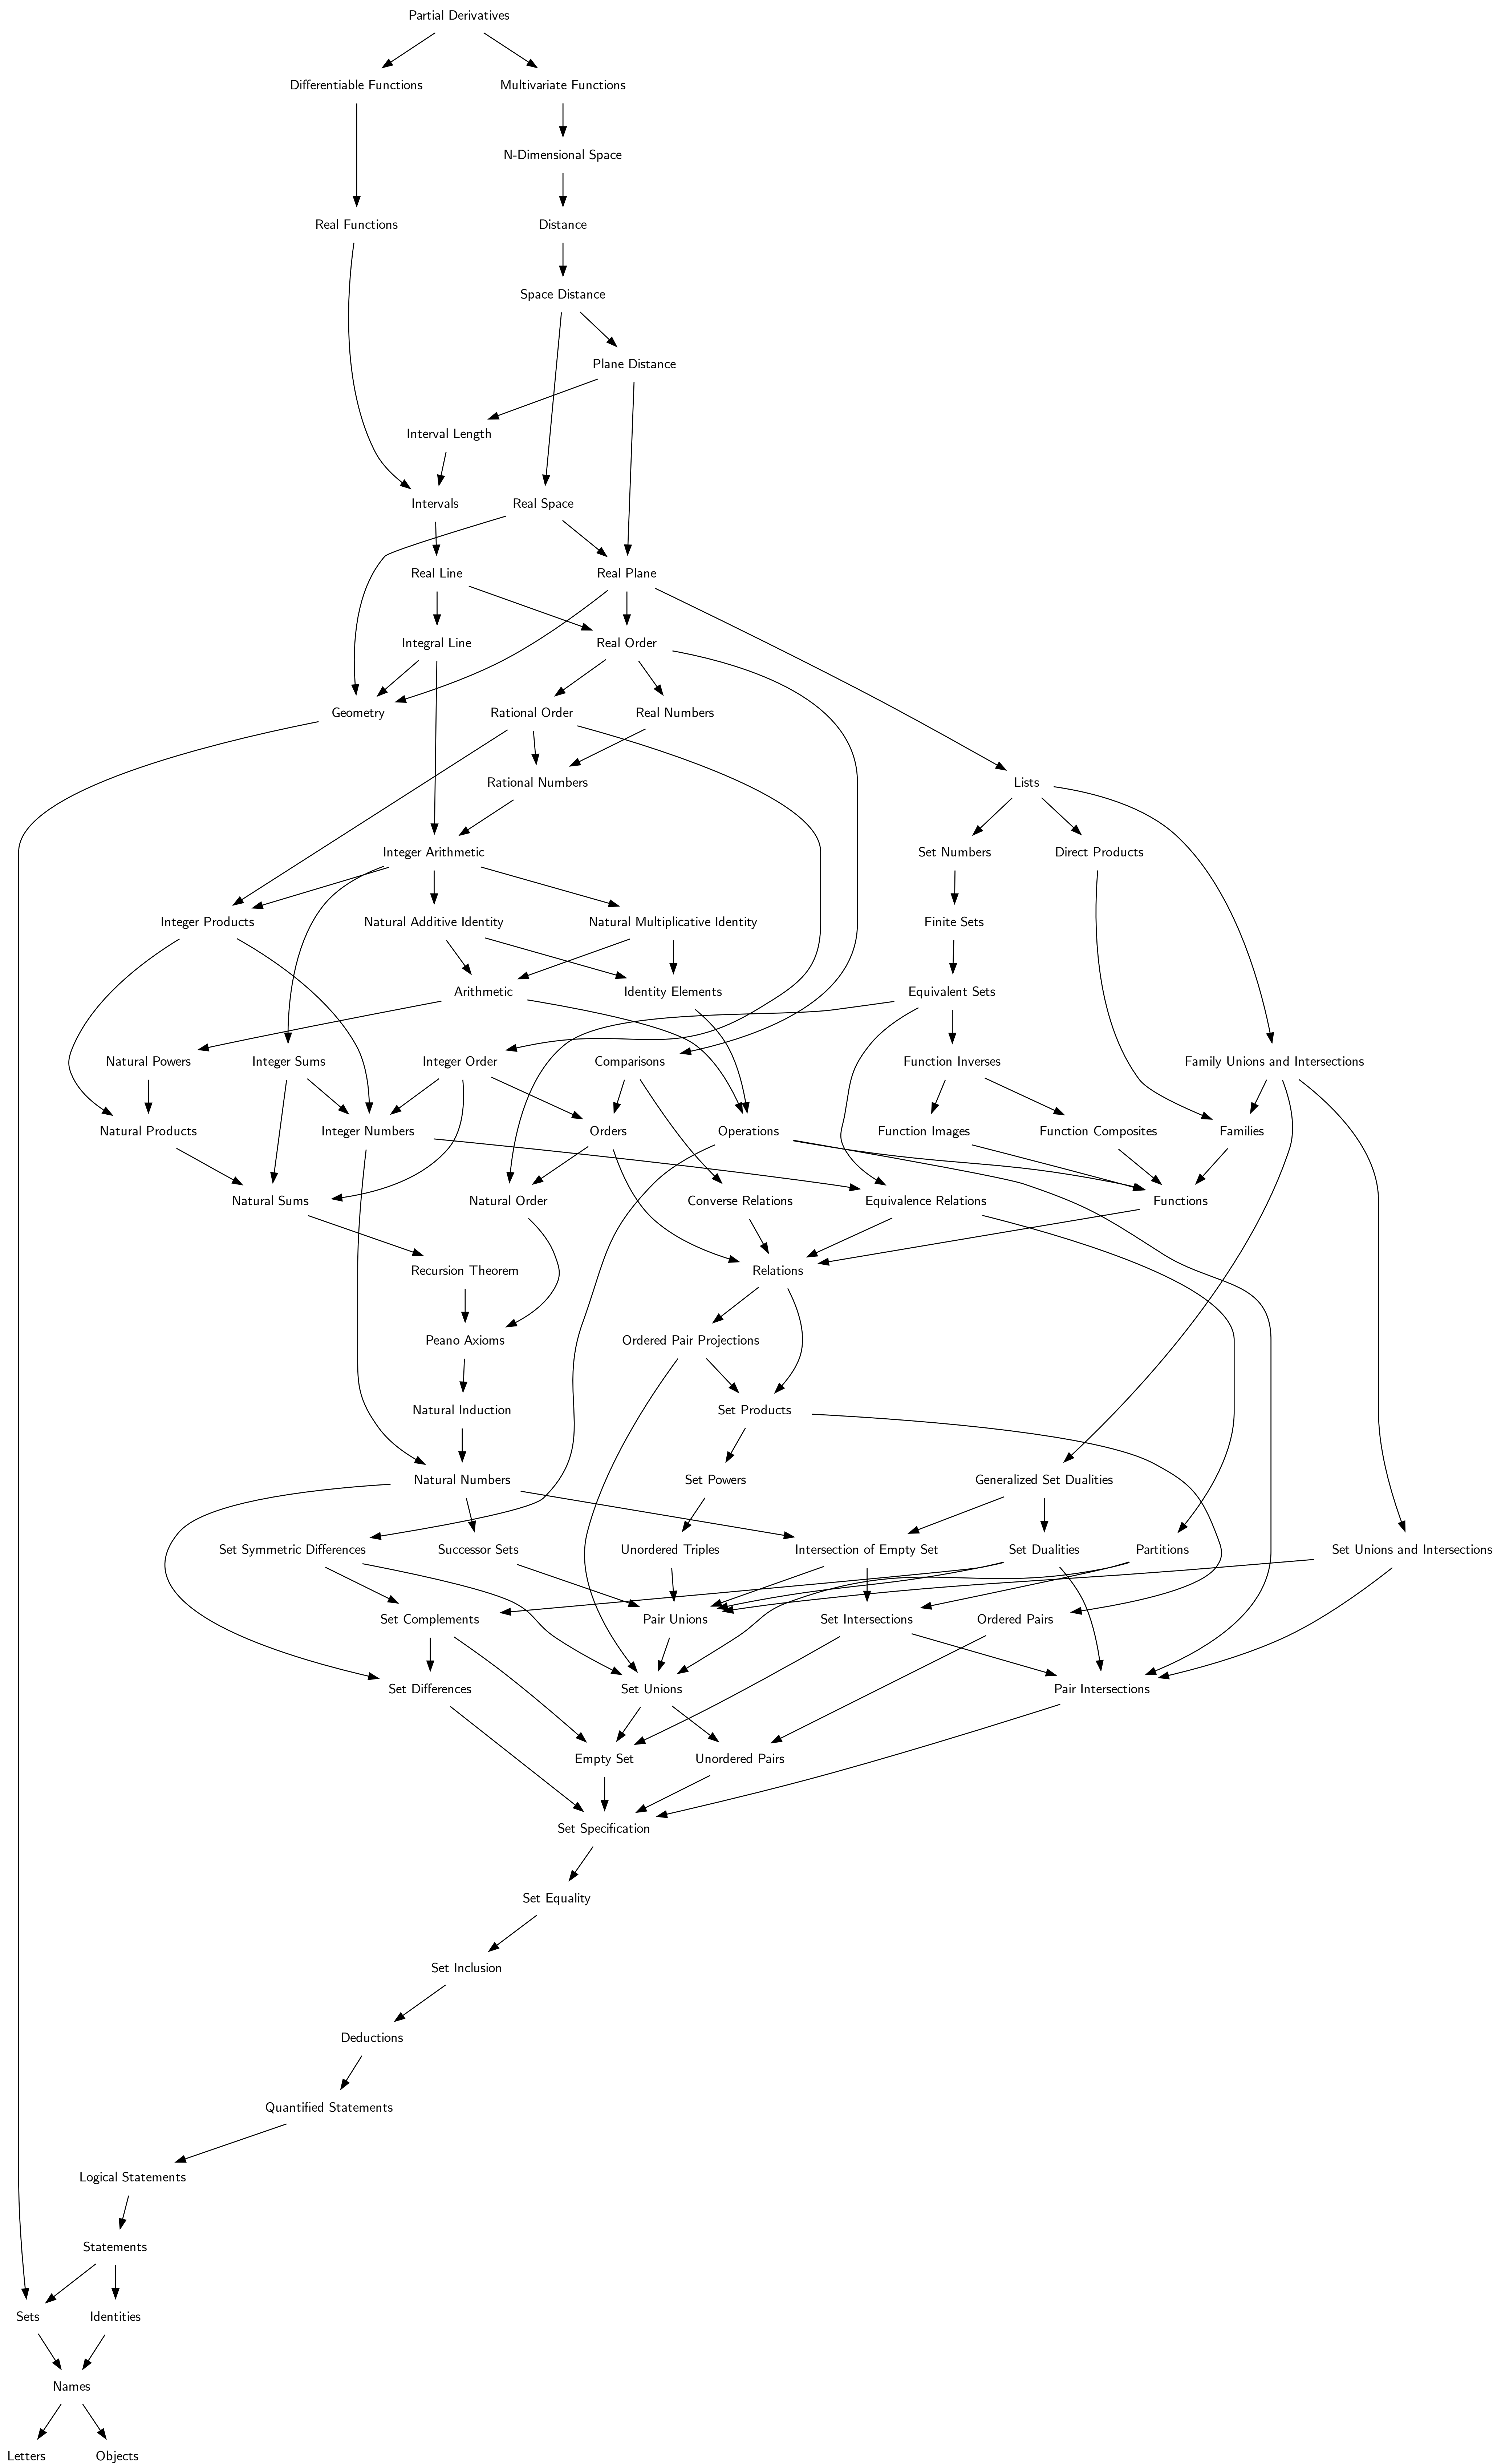 Partial Derivatives
Differentiable Functions
Multivariate Functions
N-Dimensional Space
Real Functions
Distance
Space Distance
Plane Distance
Interval Length
Intervals
Real Space
Real Line
Real Plane
Integral Line
Real Order
Geometry
Rational Order
Real Numbers
Rational Numbers
Lists
Integer Arithmetic
Set Numbers
Direct Products
Integer Products
Natural Additive Identity
Natural Multiplicative Identity
Finite Sets
Arithmetic
Identity Elements
Equivalent Sets
Natural Powers
Integer Sums
Integer Order
Comparisons
Function Inverses
Family Unions and Intersections
Natural Products
Integer Numbers
Orders
Operations
Function Images
Function Composites
Families
Natural Sums
Natural Order
Converse Relations
Equivalence Relations
Functions
Recursion Theorem
Relations
Peano Axioms
Ordered Pair Projections
Natural Induction
Set Products
Natural Numbers
Set Powers
Generalized Set Dualities
Set Symmetric Differences
Successor Sets
Unordered Triples
Intersection of Empty Set
Set Dualities
Partitions
Set Unions and Intersections
Set Complements
Pair Unions
Set Intersections
Ordered Pairs
Set Differences
Set Unions
Pair Intersections
Empty Set
Unordered Pairs
Set Specification
Set Equality
Set Inclusion
Deductions
Quantified Statements
Logical Statements
Statements
Sets
Identities
Names
Letters
Objects